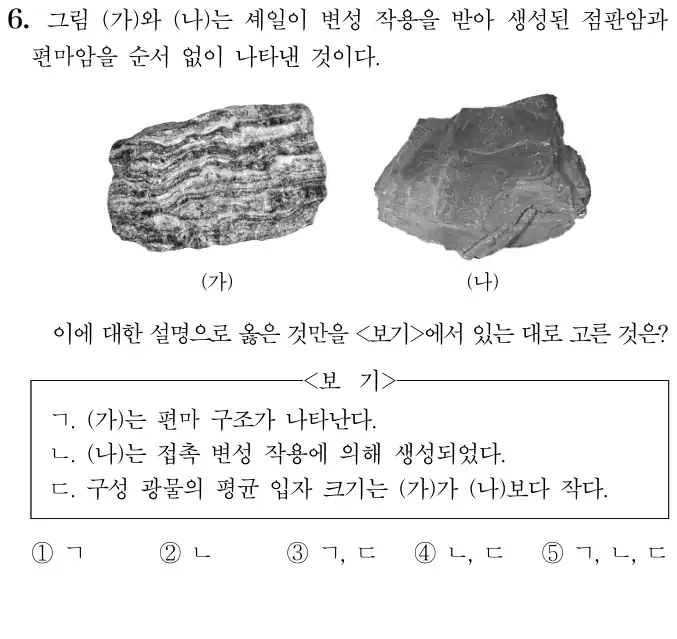 6. 그림 (가)와 (나)는 셰일이 변성 작용을 받아 생성된 점판암과
편마암을 순서 없이 나타낸 것이다.
(가)
(나)
이에 대한 설명으로 옳은 것만을 <보기>에서 있는 대로 고른 것은?
<보 기>
ㄱ. (가)는 편마 구조가 나타난다.
ㄴ. (나)는 접촉 변성 작용에 의해 생성되었다.
ㄷ. 구성 광물의 평균 입자 크기는 (가)가 (나)보다 작다.
① ㄱ ② ㄴ ③ ㄱ, ㄷ ④ ㄴ, ㄷ ⑤ ㄱ, ㄴ, ㄷ